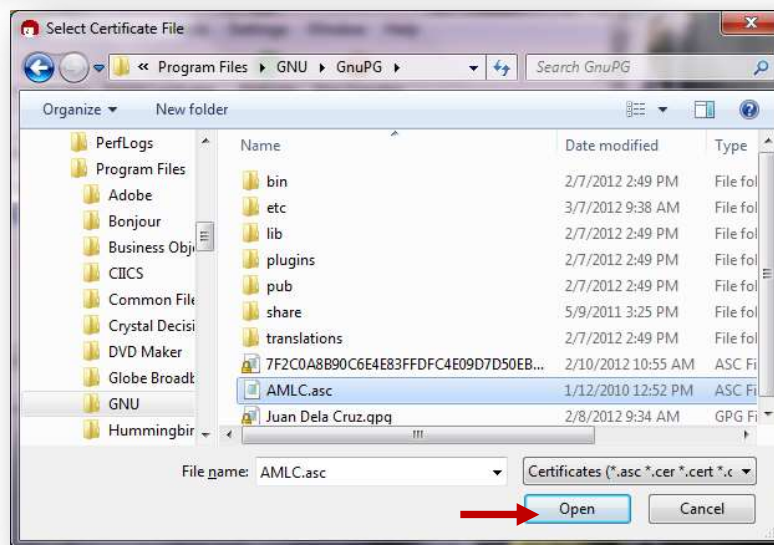 Select Certificate File
« Program Files ▸ GNU ▸ GnuPG ▸
Search GnuPG
Organize ▾ New folder
PerfLogs
Program Files
Adobe
Bonjour
Business Obj
CIICS
Common File
Crystal Decisi
DVD Maker
Globe Broadb
GNU
Hummingbir
Name Date modified Type
bin 2/7/2012 2:49 PM File fol
etc 3/7/2012 9:38 AM File fol
lib 2/7/2012 2:49 PM File fol
plugins 2/7/2012 2:49 PM File fol
pub 2/7/2012 2:49 PM File fol
share 5/9/2011 3:25 PM File fol
translations 2/7/2012 2:49 PM File fol
7F2C0A8B90C6E4E83FFDFC4E09D7D50EB... 2/10/2012 10:55 AM ASC Fi
AMLC.asc 1/12/2010 12:52 PM ASC Fi
Juan Dela Cruz.gpg 2/8/2012 9:34 AM GPG Fi
File name: AMLC.asc
Certificates (*.asc *.cer *.cert *.c
Open Cancel